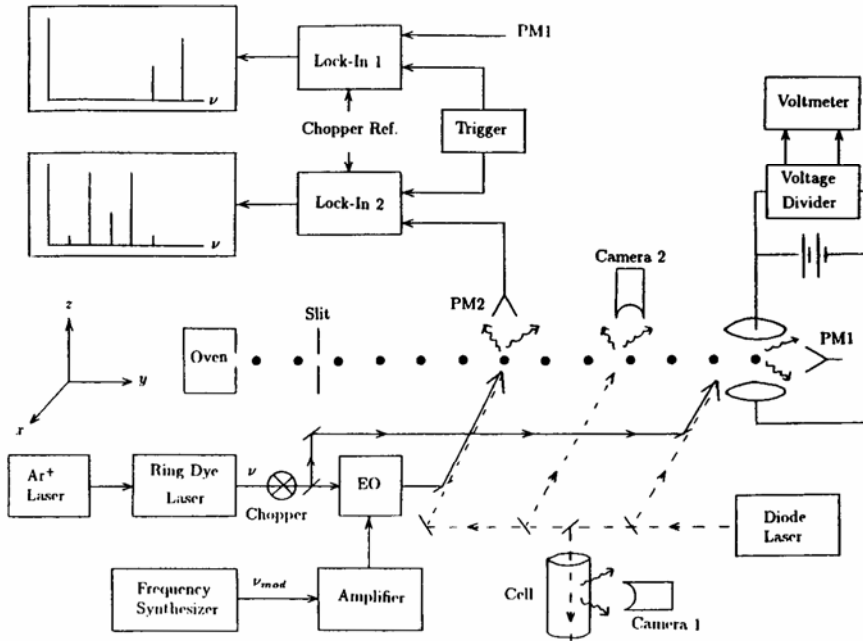 PM1
Lock-In 1
ν
Chopper Ref.
Trigger
Voltmeter
Lock-In 2
Voltage
Divider
ν
Camera 2
z
Slit
PM2
PM1
Oven
y
x
Ar+
Laser
Ring Dye
Laser
ν
EO
Chopper
Diode
Laser
Frequency
Synthesizer
νmod
Amplifier
Cell
Camera 1